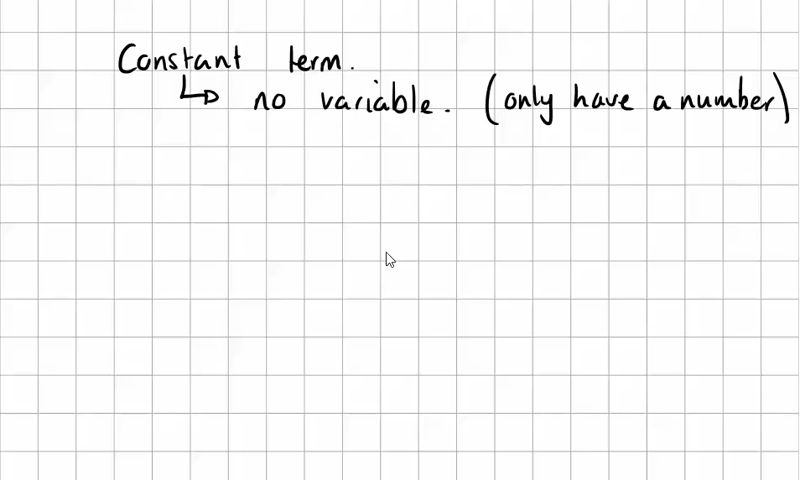 Constant term.
↳ no variable. (only have a number)